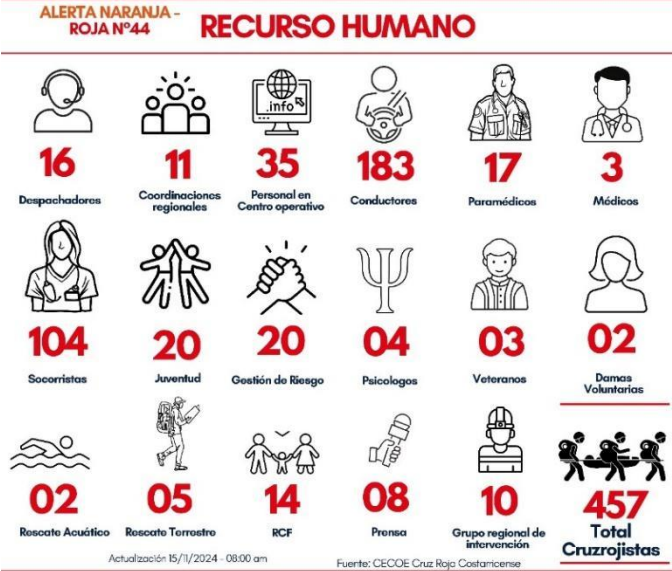 ALERTA NARANJA -
ROJA Nº44
RECURSO HUMANO
.info
16
Despachadores
11
Coordinaciones
regionales
35
Personal en
Centro operativo
183
Conductores
17
Paramédicos
3
Médicos
104
Socorristas
20
Juventud
20
Gestión de Riesgo
04
Psicologos
03
Veteranos
02
Damas
Voluntarias
02
Rescate Acuático
05
Rescate Terrestre
14
RCF
08
Prensa
10
Grupo regional de
intervención
457
Total
Cruzrojistas
Actualización 15/11/2024 - 08:00 am
Fuente: CECOE Cruz Roja Costarricense